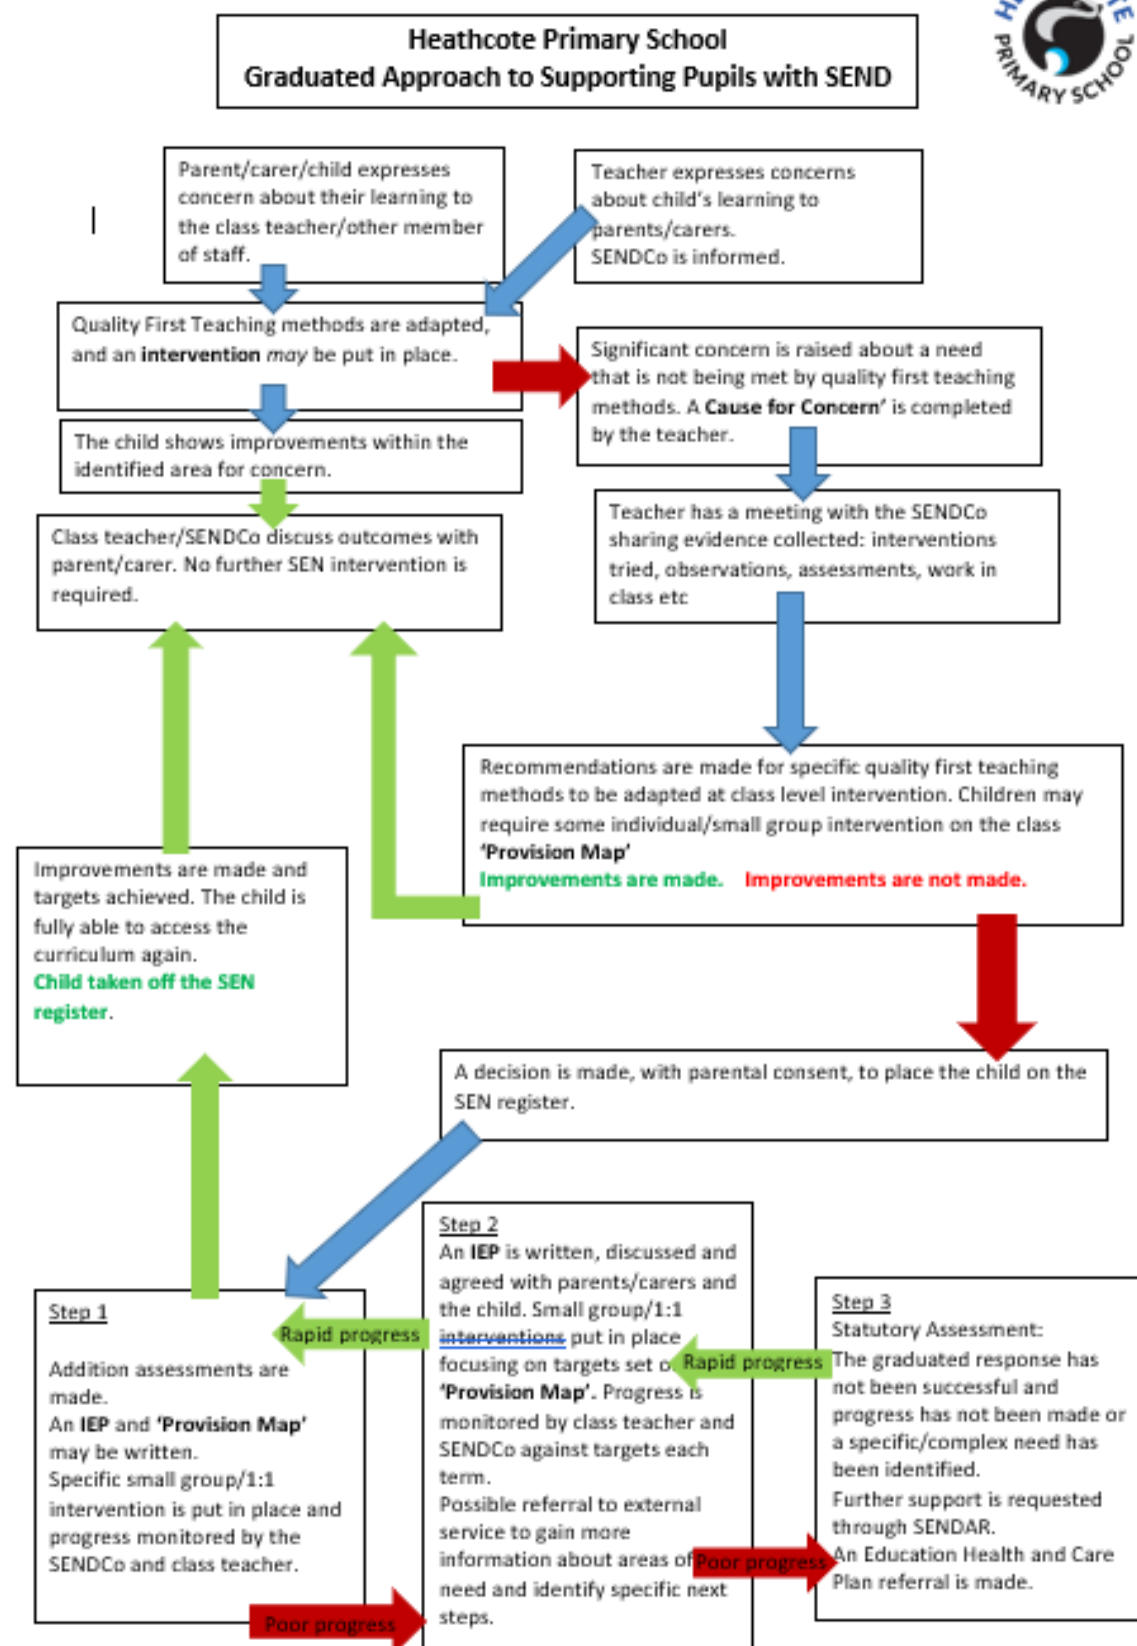 Heathcote Primary School
Graduated Approach to Supporting Pupils with SEND
PRIMARY SCHOOL
Parent/carer/child expresses
concern about their learning to
the class teacher/other member
of staff.
Teacher expresses concerns
about child's learning to
parents/carers.
SENDCo is informed.
Quality First Teaching methods are adapted,
and an intervention may be put in place.
Significant concern is raised about a need
that is not being met by quality first teaching
methods. A Cause for Concern' is completed
by the teacher.
The child shows improvements within the
identified area for concern.
Class teacher/SENDCo discuss outcomes with
parent/carer. No further SEN intervention is
required.
Teacher has a meeting with the SENDCo
sharing evidence collected: interventions
tried, observations, assessments, work in
class etc
Recommendations are made for specific quality first teaching
methods to be adapted at class level intervention. Children may
require some individual/small group intervention on the class
'Provision Map'
Improvements are made. Improvements are not made.
Improvements are made and
targets achieved. The child is
fully able to access the
curriculum again.
Child taken off the SEN
register.
A decision is made, with parental consent, to place the child on the
SEN register.
Step 1
Addition assessments are
made.
An IEP and 'Provision Map'
may be written.
Specific small group/1:1
intervention is put in place and
progress monitored by the
SENDCo and class teacher.
Rapid progress
Poor progress
Step 2
An IEP is written, discussed and
agreed with parents/carers and
the child. Small group/1:1
interventions put in place
focusing on targets set
'Provision Map'. Progress is
monitored by class teacher and
SENDCo against targets each
term.
Possible referral to external
service to gain more
information about areas of
need and identify specific next
steps.
Rapid progress
Poor progress
Step 3
Statutory Assessment:
The graduated response has
not been successful and
progress has not been made or
a specific/complex need has
been identified.
Further support is requested
through SENDAR.
An Education Health and Care
Plan referral is made.